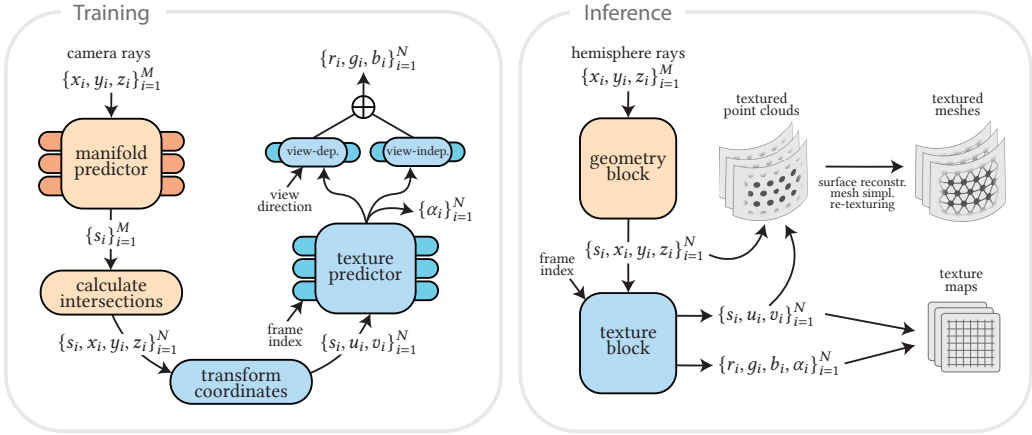 Training
camera rays
{x_i, y_i, z_i}_{i=1}^M
manifold
predictor
{s_i}_{i=1}^M
calculate
intersections
{s_i, x_i, y_i, z_i}_{i=1}^N
transform
coordinates
{s_i, u_i, v_i}_{i=1}^N
frame
index
texture
predictor
{α_i}_{i=1}^N
view
direction
view-dep.
view-indep.
{r_i, g_i, b_i}_{i=1}^N
Inference
hemisphere rays
{x_i, y_i, z_i}_{i=1}^M
geometry
block
{s_i, x_i, y_i, z_i}_{i=1}^N
frame
index
texture
block
{s_i, u_i, v_i}_{i=1}^N
{r_i, g_i, b_i, α_i}_{i=1}^N
textured
point clouds
surface reconstr.
mesh simpl.
re-texturing
textured
meshes
texture
maps